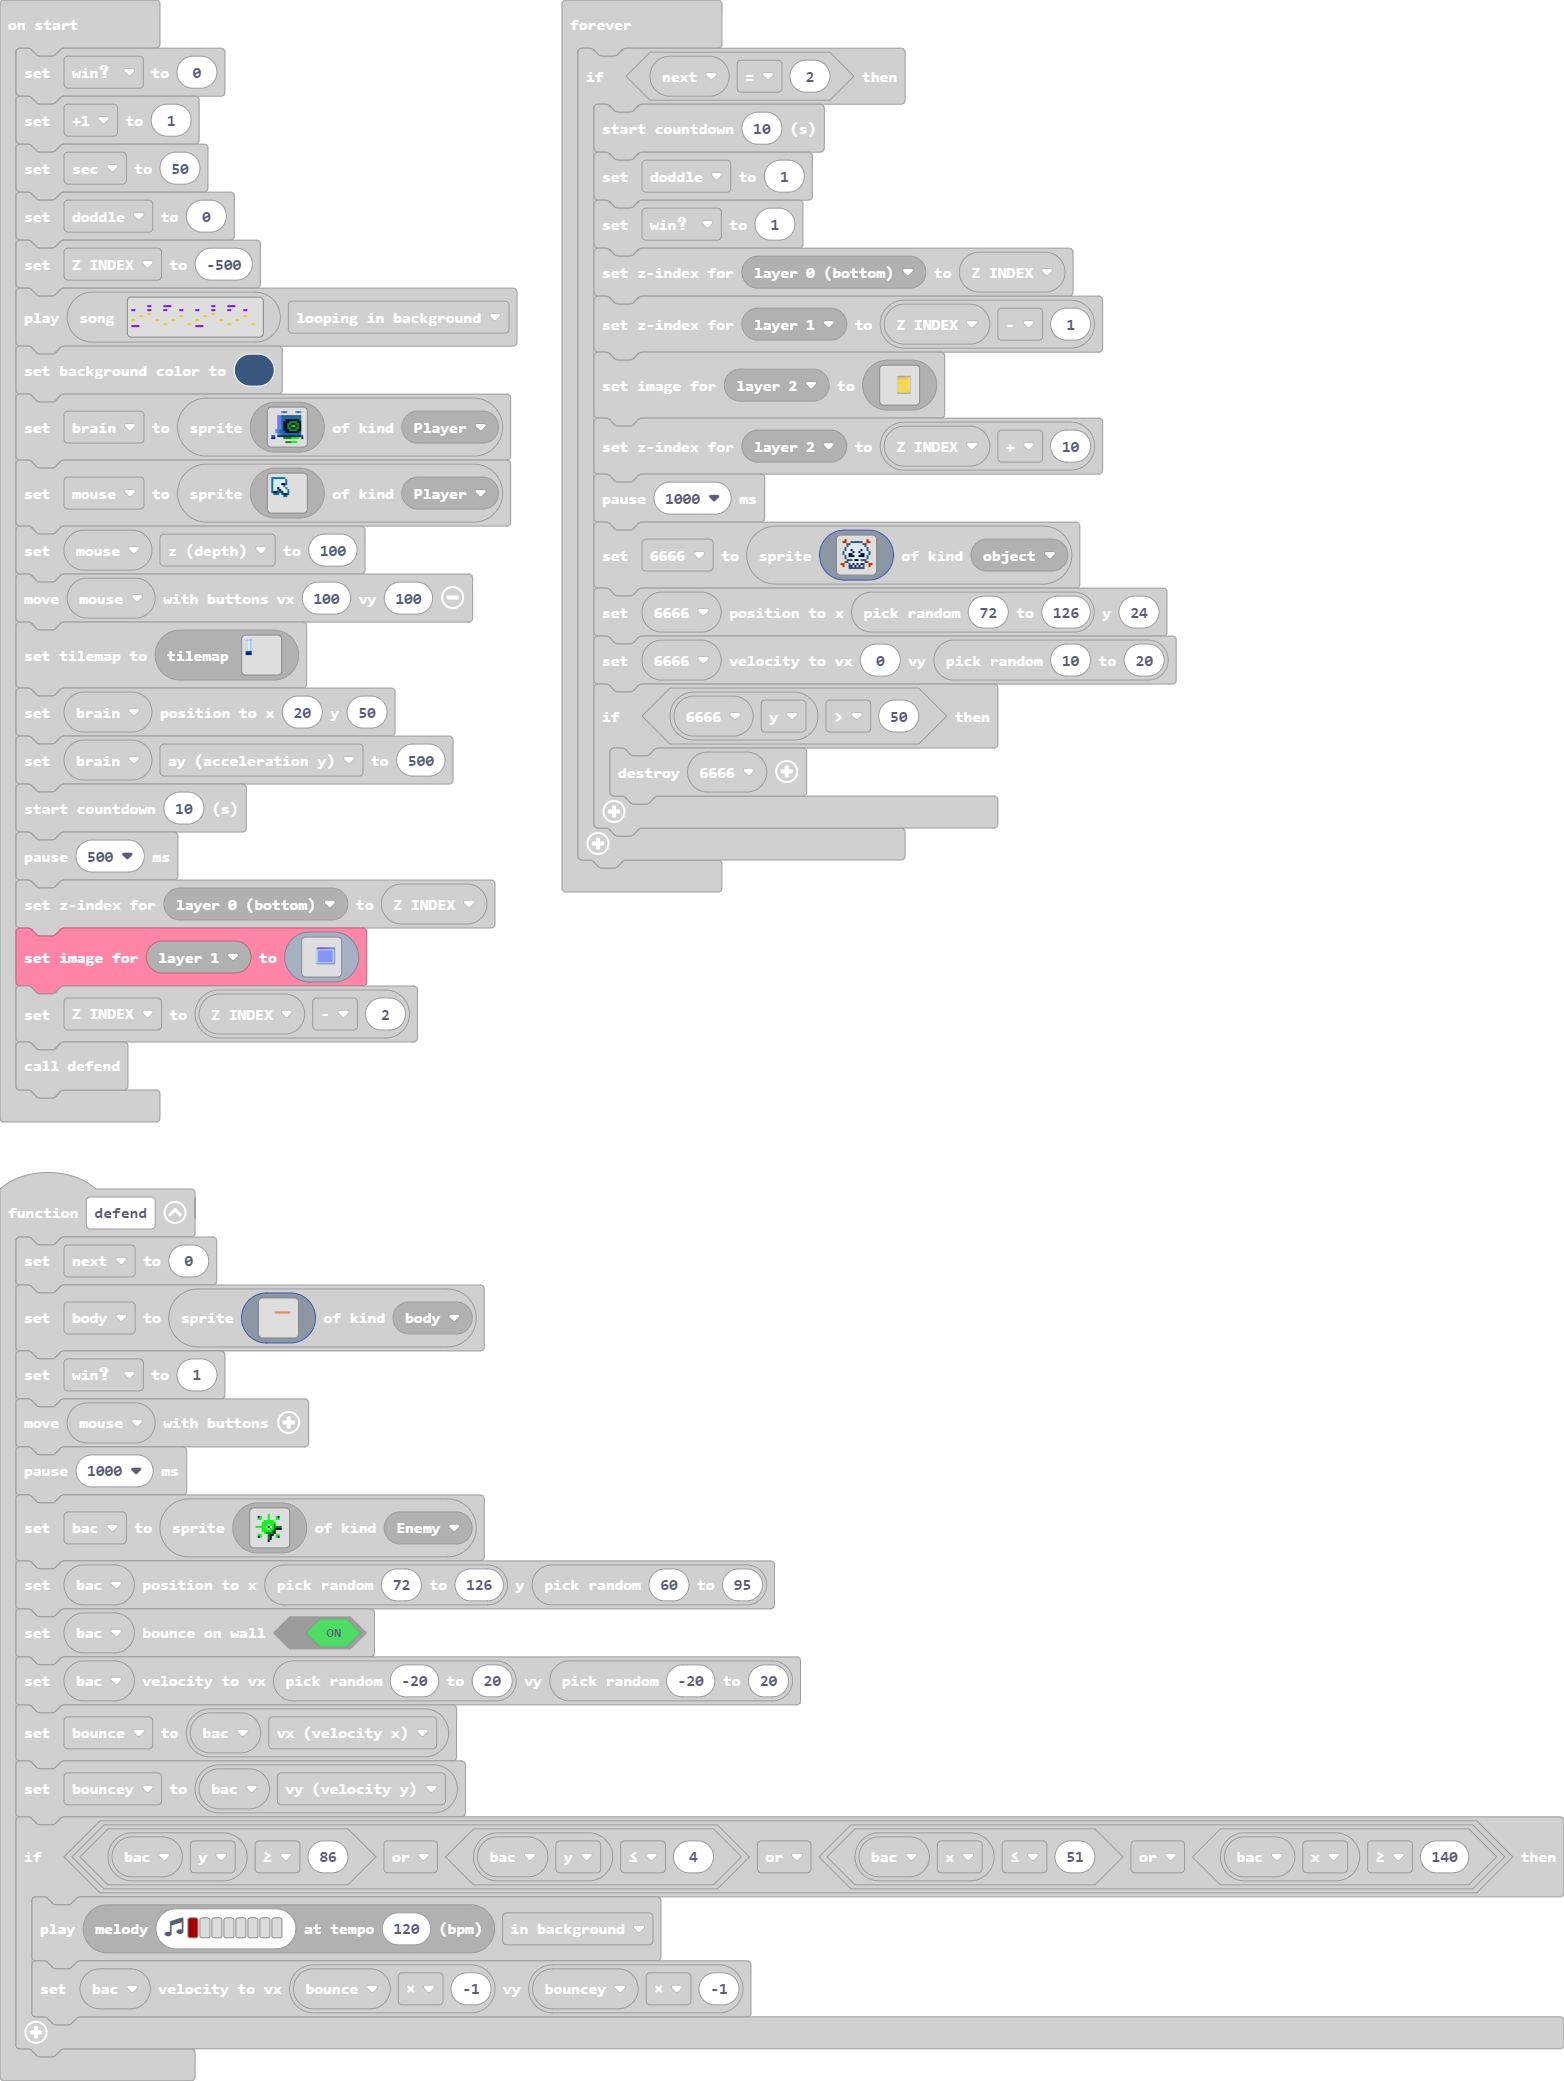 on start
set win? to 0
set +1 to 1
set sec to 50
set doddle to 0
set Z INDEX to -500
play song looping in background
set background color to
set brain to sprite of kind Player
set mouse to sprite of kind Player
set mouse z (depth) to 100
move mouse with buttons vx 100 vy 100
set tilemap to tilemap
set brain position to x 20 y 50
set brain ay (acceleration y) to 500
start countdown 10 (s)
pause 500 ms
set z-index for layer 0 (bottom) to Z INDEX
set image for layer 1 to
set Z INDEX to Z INDEX - 2
call defend
forever
if next = 2 then
start countdown 10 (s)
set doddle to 1
set win? to 1
set z-index for layer 0 (bottom) to Z INDEX
set z-index for layer 1 to Z INDEX - 1
set image for layer 2 to
set z-index for layer 2 to Z INDEX + 10
pause 1000 ms
set 6666 to sprite of kind object
set 6666 position to x pick random 72 to 126 y 24
set 6666 velocity to vx 0 vy pick random 10 to 20
if 6666 y > 50 then
destroy 6666
function defend
set next to 0
set body to sprite of kind body
set win? to 1
move mouse with buttons
pause 1000 ms
set bac to sprite of kind Enemy
set bac position to x pick random 72 to 126 y pick random 60 to 95
set bac bounce on wall ON
set bac velocity to vx pick random -20 to 20 vy pick random -20 to 20
set bounce to bac vx (velocity x)
set bouncey to bac vy (velocity y)
if bac y ≥ 86 or bac y ≤ 4 or bac x ≤ 51 or bac x ≥ 140 then
play melody at tempo 120 (bpm) in background
set bac velocity to vx bounce × -1 vy bouncey × -1